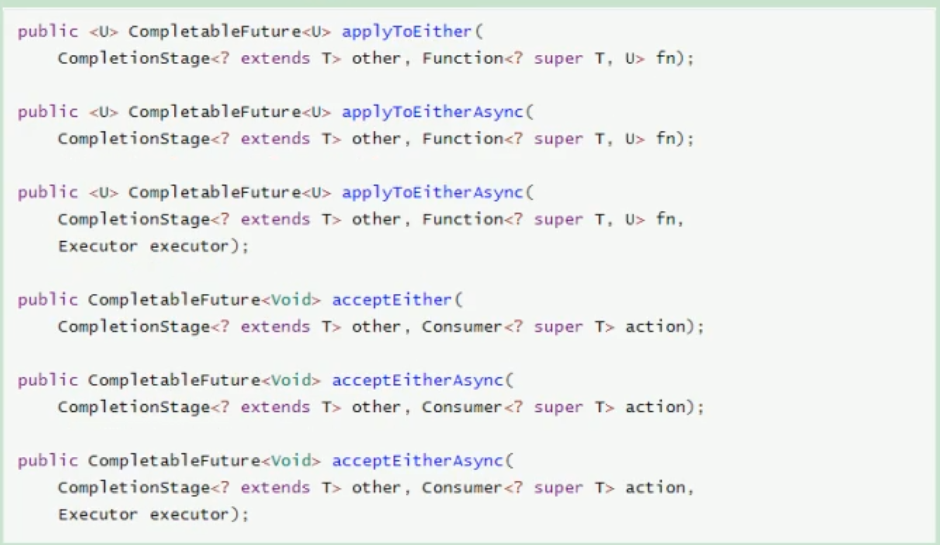 public <U> CompletableFuture<U> applyToEither(
CompletionStage<? extends T> other, Function<? super T, U> fn);
public <U> CompletableFuture<U> applyToEitherAsync(
CompletionStage<? extends T> other, Function<? super T, U> fn);
public <U> CompletableFuture<U> applyToEitherAsync(
CompletionStage<? extends T> other, Function<? super T, U> fn,
Executor executor);
public CompletableFuture<Void> acceptEither(
CompletionStage<? extends T> other, Consumer<? super T> action);
public CompletableFuture<Void> acceptEitherAsync(
CompletionStage<? extends T> other, Consumer<? super T> action);
public CompletableFuture<Void> acceptEitherAsync(
CompletionStage<? extends T> other, Consumer<? super T> action,
Executor executor);